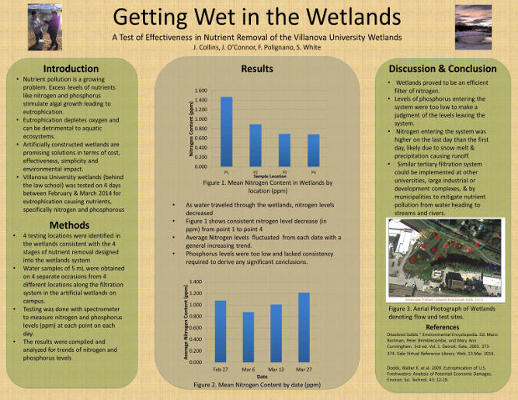 Getting Wet in the Wetlands
A Test of Effectiveness in Nutrient Removal of the Villanova University Wetlands
J. Collins, J. O'Connor, F. Polignano, S. White
Introduction
• Nutrient pollution is a growing
problem. Excess levels of nutrients
like nitrogen and phosphorus
stimulate algal growth leading to
eutrophication.
• Eutrophication depletes oxygen and
can be detrimental to aquatic
ecosystems.
• Artificially constructed wetlands are
promising solutions in terms of cost,
effectiveness, simplicity and
environmental impact.
• Villanova University wetlands (behind
the law school) was tested on 4 days
between February & March 2014 for
eutrophication causing nutrients,
specifically nitrogen and phosphorous
Methods
• 4 testing locations were identified in
the wetlands consistent with the 4
stages of nutrient removal designed
into the wetlands system
• Water samples of 5 mL were obtained
on 4 separate occasions from 4
different locations along the filtration
system in the artificial wetlands on
campus.
• Testing was done with spectrometer
to measure nitrogen and phosphorus
levels (ppm) at each point on each
day.
• The results were compiled and
analyzed for trends of nitrogen and
phosphorus levels
Results
Nitrogen Content (ppm)
1.600
1.400
1.200
1.000
0.800
0.600
0.400
0.200
0.000
P1 P2 P3 P4
Sample Location
Figure 1. Mean Nitrogen Content in Wetlands by
location (ppm)
• As water traveled through the wetlands, nitrogen levels
decreased
• Figure 1 shows consistent nitrogen level decrease (in
ppm) from point 1 to point 4
• Average Nitrogen levels fluctuated from each date with a
general increasing trend.
• Phosphorus levels were too low and lacked consistency
required to derive any significant conclusions.
Average Nitrogen Content (ppm)
1.400
1.200
1.000
0.800
0.600
0.400
0.200
0.000
Feb 27 Mar 6 Mar 13 Mar 27
Date
Figure 2. Mean Nitrogen Content by date (ppm)
Discussion & Conclusion
• Wetlands proved to be an efficient
filter of nitrogen.
• Levels of phosphorus entering the
system were too low to make a
judgment of the levels leaving the
system.
• Nitrogen entering the system was
higher on the last day than the first
day, likely due to snow melt &
precipitation causing runoff.
• Similar tertiary filtration system
could be implemented at other
universities, large industrial or
development complexes, & by
municipalities to mitigate nutrient
pollution from water heading to
streams and rivers.
Figure 3. Aerial Photograph of Wetlands
denoting flow and test sites.
References
Dissolved Solids." Environmental Encyclopedia. Ed. Marci
Bortman, Peter Brimblecombe, and Mary Ann
Cunningham. 3rd ed. Vol. 1. Detroit: Gale, 2003. 373-
374. Gale Virtual Reference Library. Web. 13 Mar. 2014.
Dodds, Walter K. et al. 2009. Eutrophication of U.S.
Freshwaters: Analysis of Potential Economic Damages.
Environ. Sci. Technol. 43: 12-19.